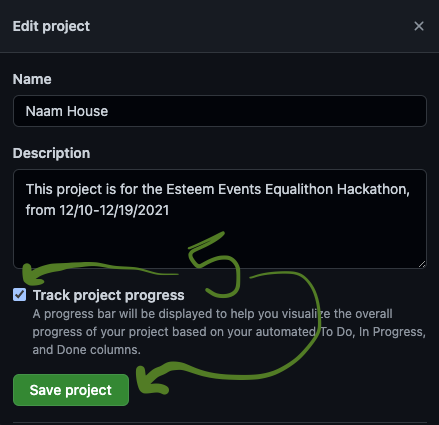 Edit project
Name
Naam House
Description
This project is for the Esteem Events Equalithon Hackathon,
from 12/10-12/19/2021
5
Track project progress
A progress bar will be displayed to help you visualize the overall
progress of your project based on your automated To Do, In Progress,
and Done columns.
Save project